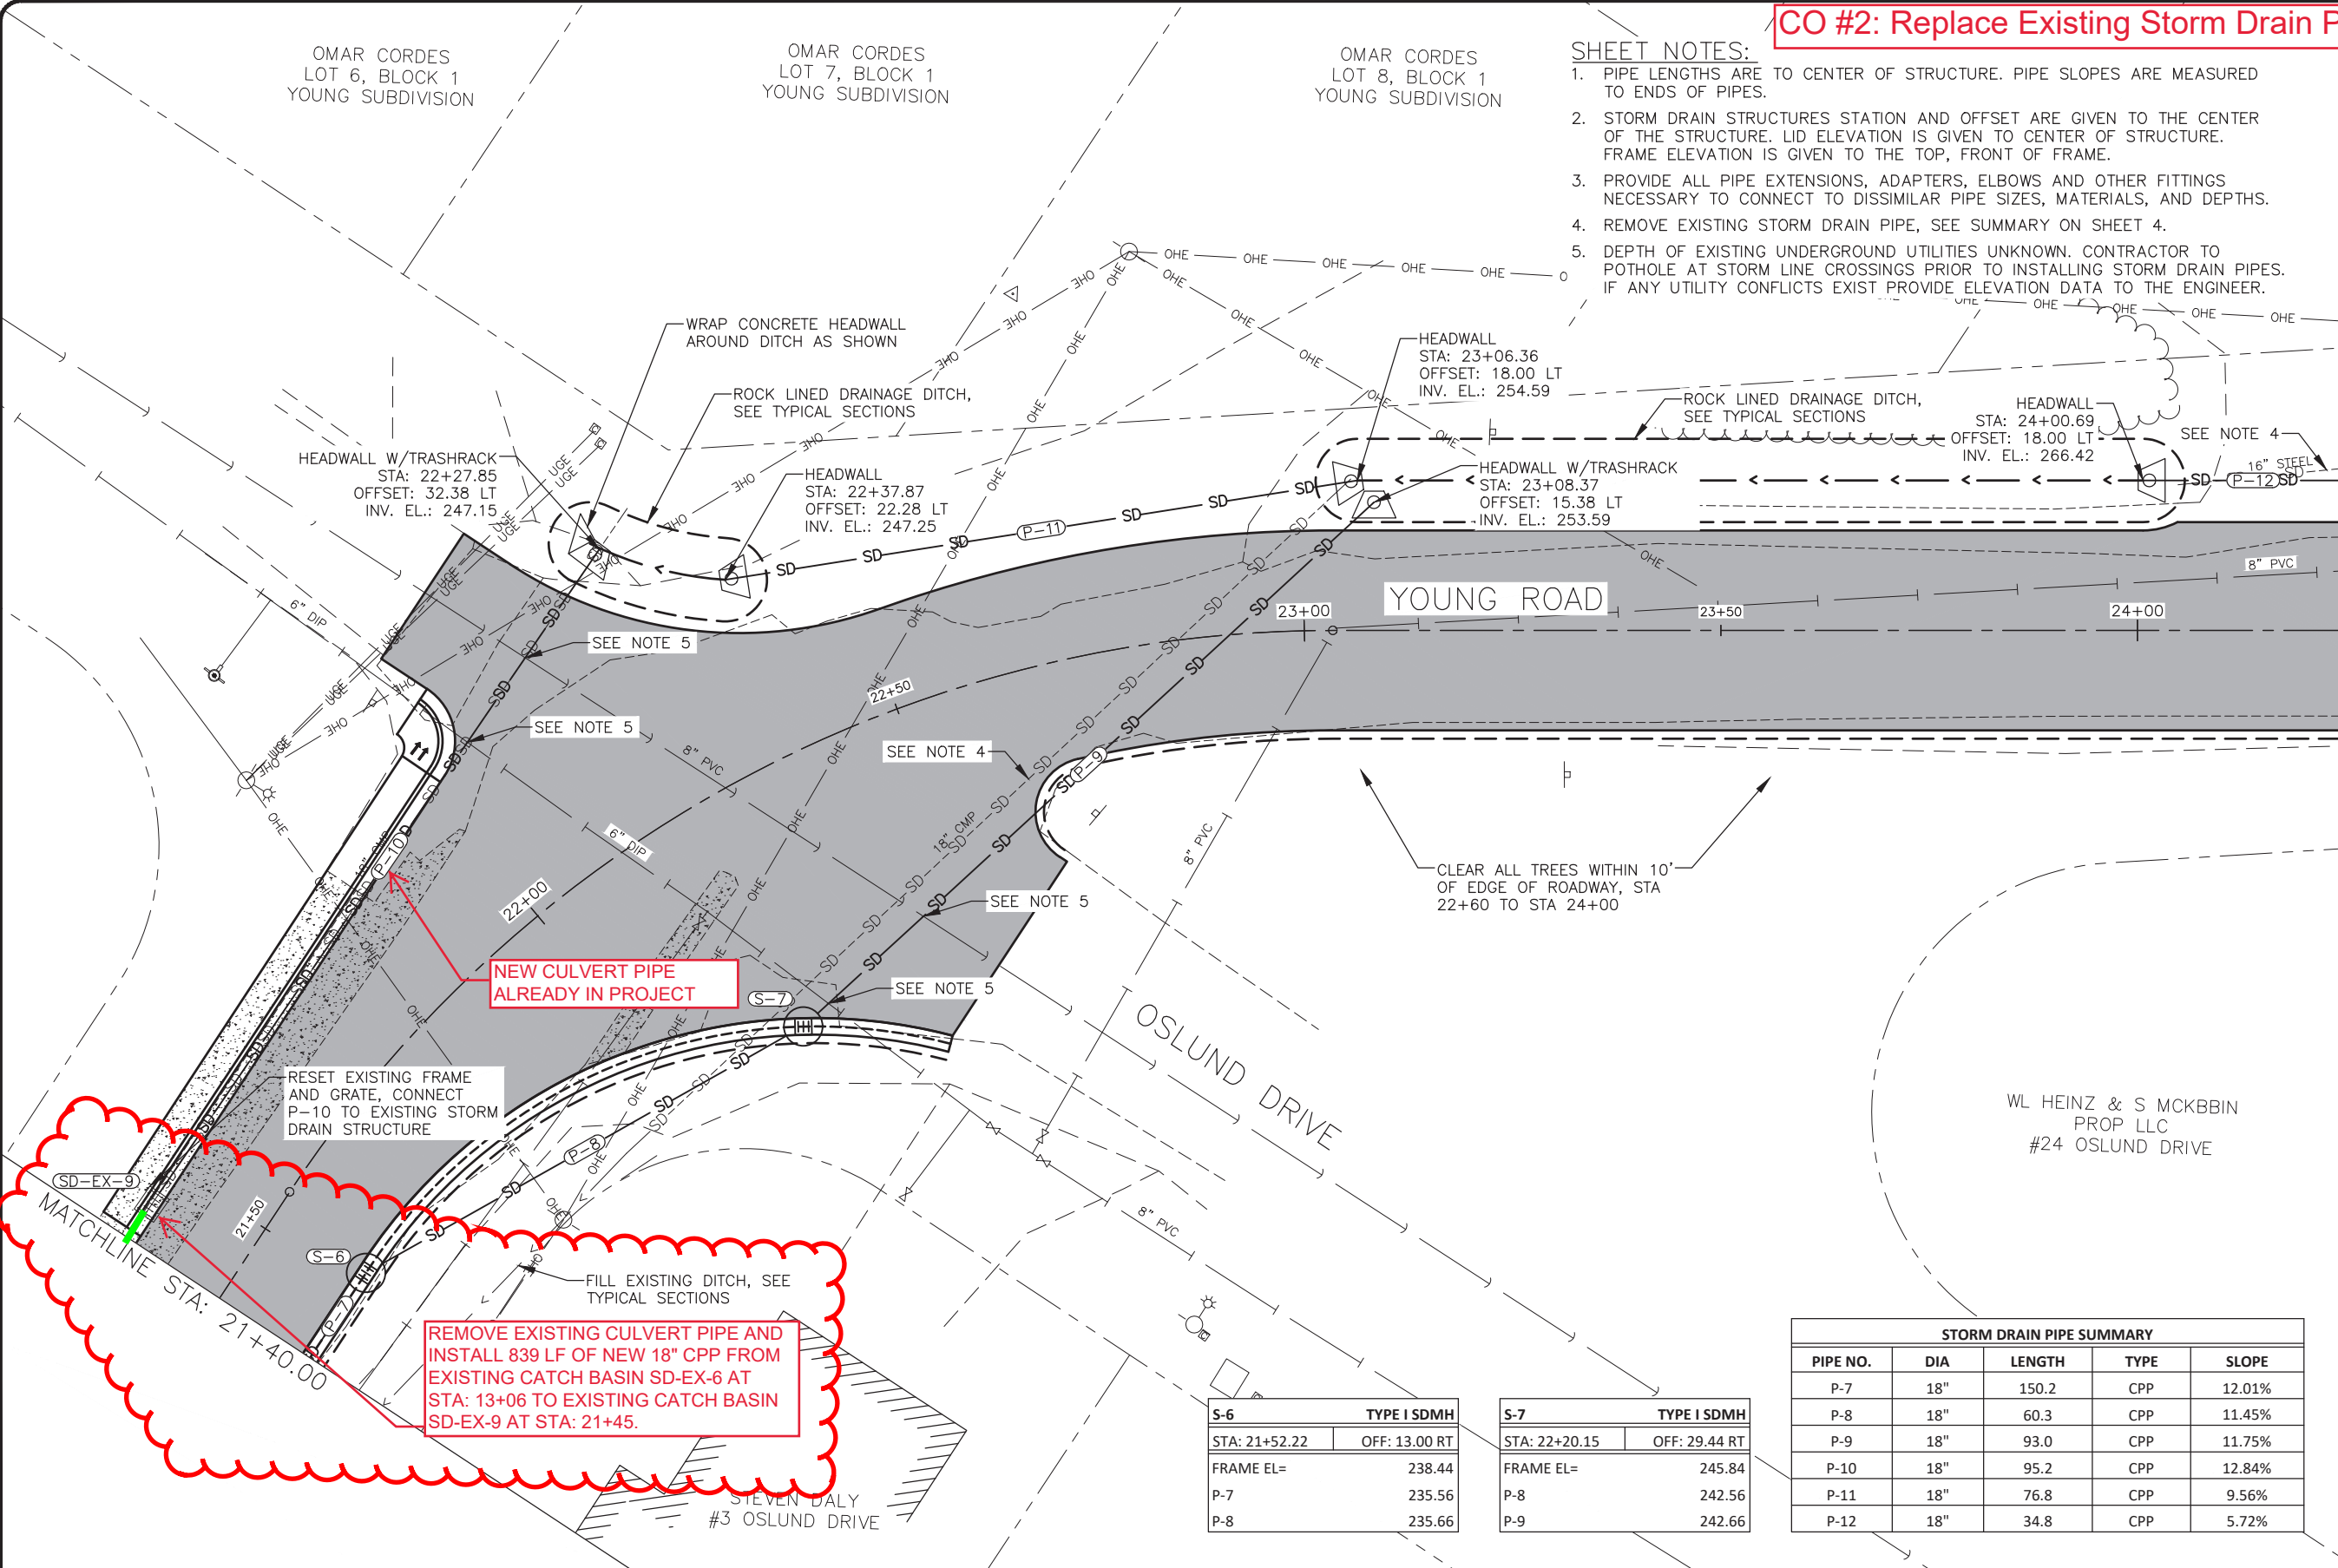 CO #2: Replace Existing Storm Drain P
SHEET NOTES:
1. PIPE LENGTHS ARE TO CENTER OF STRUCTURE. PIPE SLOPES ARE MEASURED
TO ENDS OF PIPES.
2. STORM DRAIN STRUCTURES STATION AND OFFSET ARE GIVEN TO THE CENTER
OF THE STRUCTURE. LID ELEVATION IS GIVEN TO CENTER OF STRUCTURE.
FRAME ELEVATION IS GIVEN TO THE TOP, FRONT OF FRAME.
3. PROVIDE ALL PIPE EXTENSIONS, ADAPTERS, ELBOWS AND OTHER FITTINGS
NECESSARY TO CONNECT TO DISSIMILAR PIPE SIZES, MATERIALS, AND DEPTHS.
4. REMOVE EXISTING STORM DRAIN PIPE, SEE SUMMARY ON SHEET 4.
5. DEPTH OF EXISTING UNDERGROUND UTILITIES UNKNOWN. CONTRACTOR TO
POTHOLE AT STORM LINE CROSSINGS PRIOR TO INSTALLING STORM DRAIN PIPES.
IF ANY UTILITY CONFLICTS EXIST PROVIDE ELEVATION DATA TO THE ENGINEER.
OMAR CORDES
LOT 6, BLOCK 1
YOUNG SUBDIVISION
OMAR CORDES
LOT 7, BLOCK 1
YOUNG SUBDIVISION
OMAR CORDES
LOT 8, BLOCK 1
YOUNG SUBDIVISION
WRAP CONCRETE HEADWALL
AROUND DITCH AS SHOWN
ROCK LINED DRAINAGE DITCH,
SEE TYPICAL SECTIONS
HEADWALL W/TRASHRACK
STA: 22+27.85
OFFSET: 32.38 LT
INV. EL.: 247.15
HEADWALL
STA: 22+37.87
OFFSET: 22.28 LT
INV. EL.: 247.25
HEADWALL
STA: 23+06.36
OFFSET: 18.00 LT
INV. EL.: 254.59
HEADWALL W/TRASHRACK
STA: 23+08.37
OFFSET: 15.38 LT
INV. EL.: 253.59
ROCK LINED DRAINAGE DITCH,
SEE TYPICAL SECTIONS
HEADWALL
STA: 24+00.69
OFFSET: 18.00 LT
INV. EL.: 266.42
SEE NOTE 4
16" STEEL
P-12
P-11
YOUNG ROAD
23+00
23+50
24+00
8" PVC
6" DIP
SEE NOTE 5
SEE NOTE 5
22+50
8" PVC
SEE NOTE 4
P-9
6" DIP
18" CMP
8" PVC
P-10
22+00
SEE NOTE 5
SEE NOTE 5
CLEAR ALL TREES WITHIN 10'
OF EDGE OF ROADWAY, STA
22+60 TO STA 24+00
NEW CULVERT PIPE
ALREADY IN PROJECT
S-7
OSLUND DRIVE
RESET EXISTING FRAME
AND GRATE, CONNECT
P-10 TO EXISTING STORM
DRAIN STRUCTURE
P-8
SD-EX-9
MATCHLINE STA: 21+40.00
21+50
S-6
P-7
8" PVC
FILL EXISTING DITCH, SEE
TYPICAL SECTIONS
REMOVE EXISTING CULVERT PIPE AND
INSTALL 839 LF OF NEW 18" CPP FROM
EXISTING CATCH BASIN SD-EX-6 AT
STA: 13+06 TO EXISTING CATCH BASIN
SD-EX-9 AT STA: 21+45.
WL HEINZ & S MCKBBIN
PROP LLC
#24 OSLUND DRIVE
STEVEN DALY
#3 OSLUND DRIVE
S-6 TYPE I SDMH
STA: 21+52.22 OFF: 13.00 RT
FRAME EL= 238.44
P-7 235.56
P-8 235.66
S-7 TYPE I SDMH
STA: 22+20.15 OFF: 29.44 RT
FRAME EL= 245.84
P-8 242.56
P-9 242.66
STORM DRAIN PIPE SUMMARY
PIPE NO. DIA LENGTH TYPE SLOPE
P-7 18" 150.2 CPP 12.01%
P-8 18" 60.3 CPP 11.45%
P-9 18" 93.0 CPP 11.75%
P-10 18" 95.2 CPP 12.84%
P-11 18" 76.8 CPP 9.56%
P-12 18" 34.8 CPP 5.72%